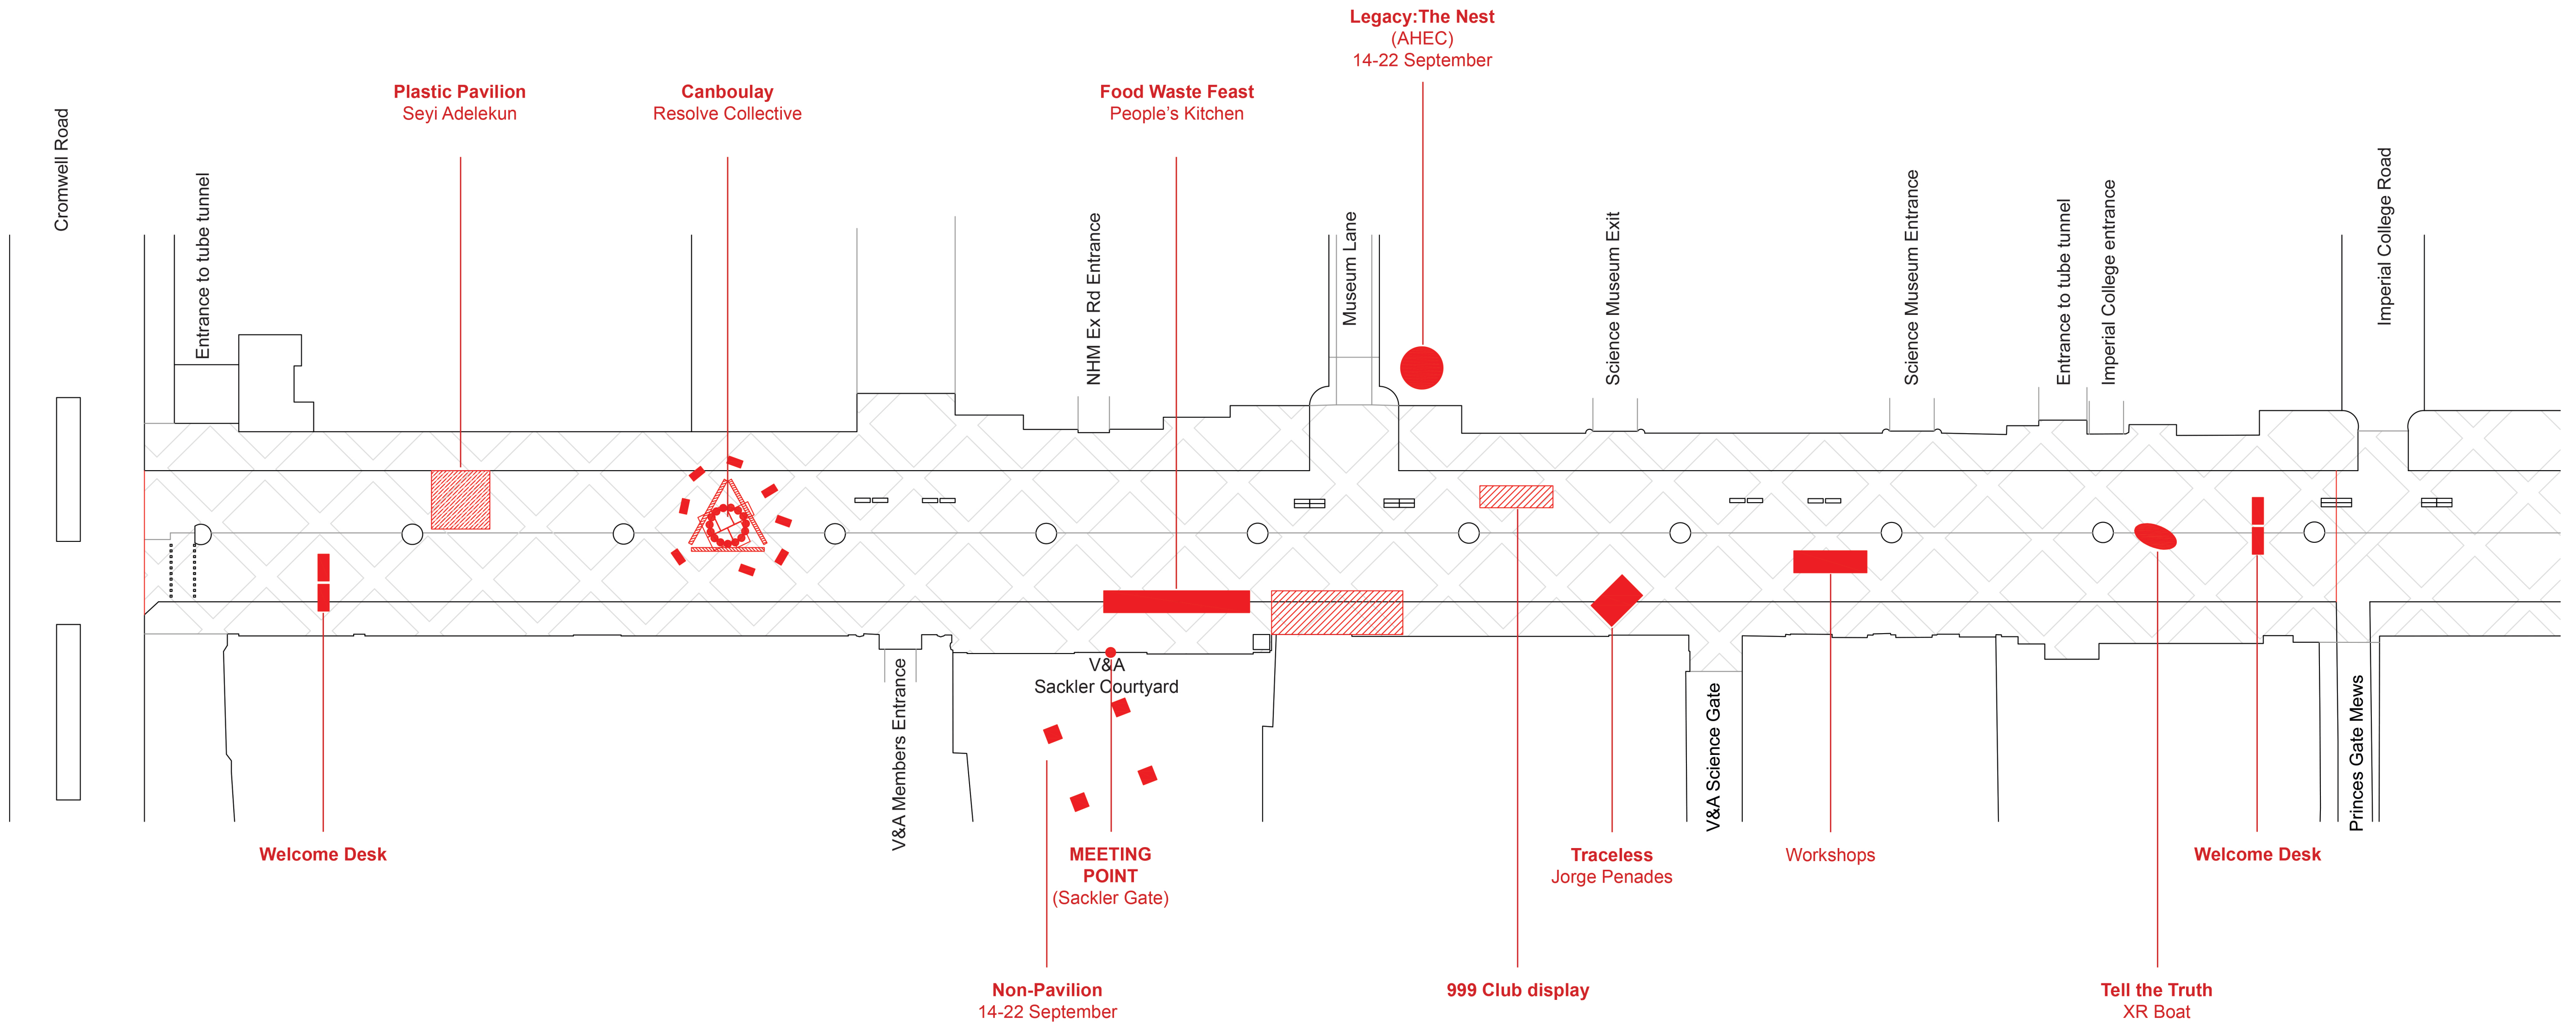 Legacy:The Nest
(AHEC)
14-22 September
Plastic Pavilion
Seyi Adelekun
Canboulay
Resolve Collective
Food Waste Feast
People's Kitchen
Cromwell Road
Entrance to tube tunnel
NHM Ex Rd Entrance
Museum Lane
Science Museum Exit
Science Museum Entrance
Entrance to tube tunnel
Imperial College entrance
Imperial College Road
V&A
Sackler Courtyard
V&A Members Entrance
V&A Science Gate
Princes Gate Mews
Welcome Desk
MEETING
POINT
(Sackler Gate)
Traceless
Jorge Penades
Workshops
Welcome Desk
Non-Pavilion
14-22 September
999 Club display
Tell the Truth
XR Boat